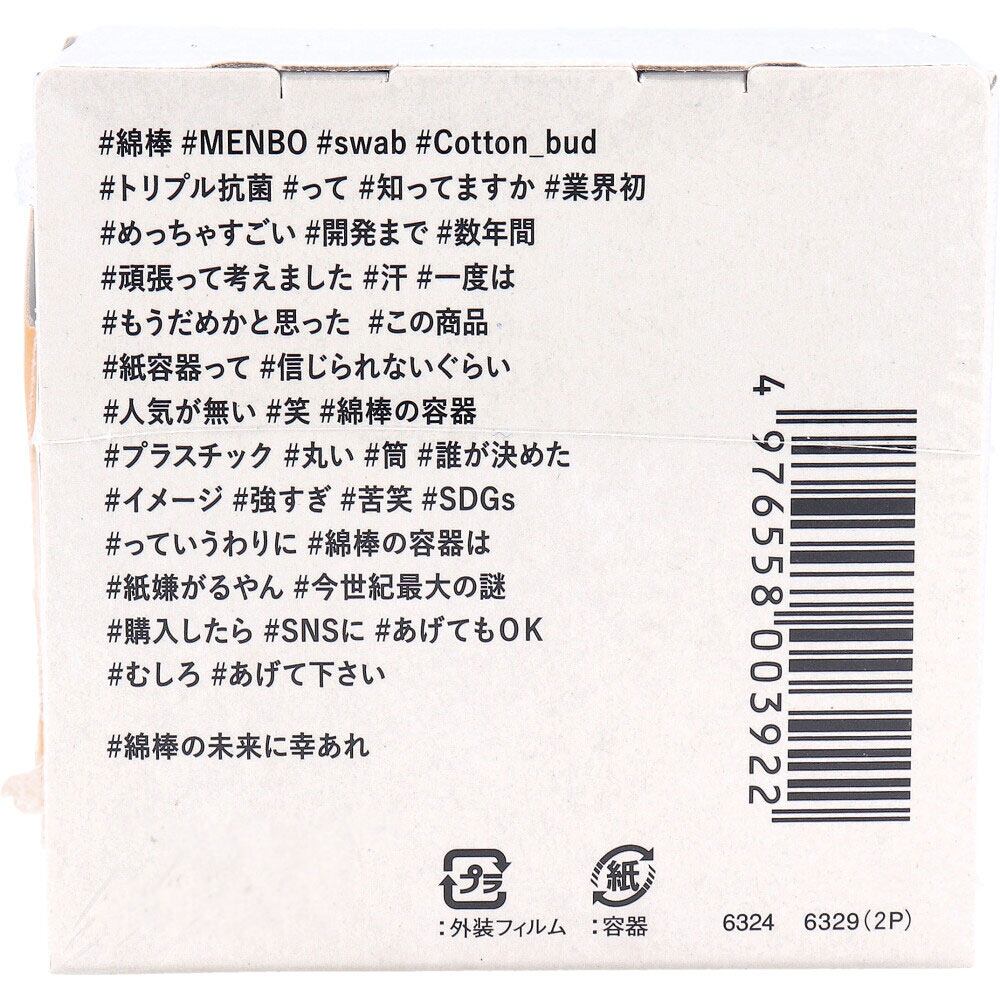 #綿棒 #MENBO #swab #Cotton_bud
#トリプル抗菌 #って #知ってますか #業界初
#めっちゃすごい #開発まで #数年間
#頑張って考えました #汗 #一度は
#もうだめかと思った #この商品
#紙容器って #信じられないぐらい
#人気が無い #笑 #綿棒の容器
#プラスチック #丸い #筒 #誰が決めた
#イメージ #強すぎ #苦笑 #SDGs
#っていうわりに #綿棒の容器は
#紙嫌がるやん #今世紀最大の謎
#購入したら #SNSに #あげてもOK
#むしろ #あげて下さい
#綿棒の未来に幸あれ
4 976558 003922
プラ
:外装フィルム
紙
:容器
6324 6329(2P)